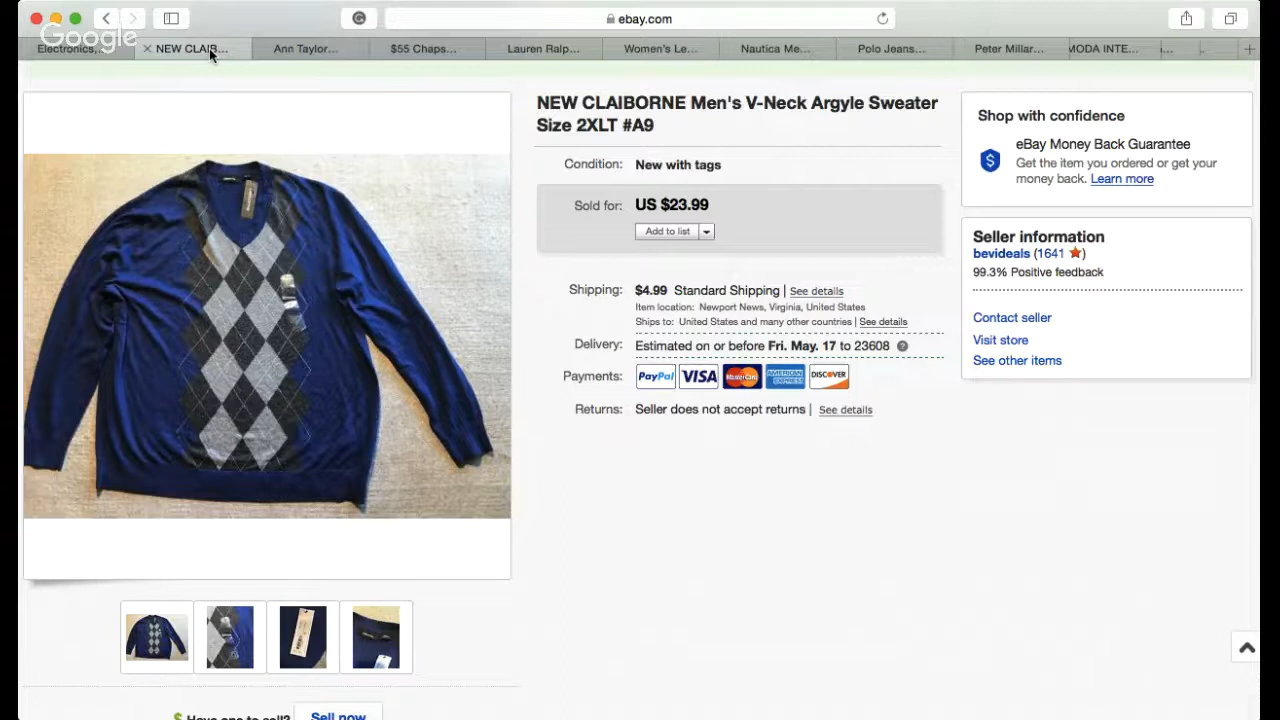 ebay.com
Google
Electronics...
NEW CLAIB...
Ann Taylor...
$55 Chaps...
Lauren Ralp...
Women's Le...
Nautica Me...
Polo Jeans...
Peter Millar...
MODA INTE...
NEW CLAIBORNE Men's V-Neck Argyle Sweater
Size 2XLT #A9
Condition: New with tags
Sold for: US $23.99
Add to list
Shipping: $4.99 Standard Shipping | See details
Item location: Newport News, Virginia, United States
Ships to: United States and many other countries | See details
Delivery: Estimated on or before Fri. May. 17 to 23608
Payments: PayPal VISA MasterCard AMERICAN EXPRESS DISCOVER
Returns: Seller does not accept returns | See details
Shop with confidence
eBay Money Back Guarantee
Get the item you ordered or get your
money back. Learn more
Seller information
bevideals (1641)
99.3% Positive feedback
Contact seller
Visit store
See other items
Have one to sell? Sell now